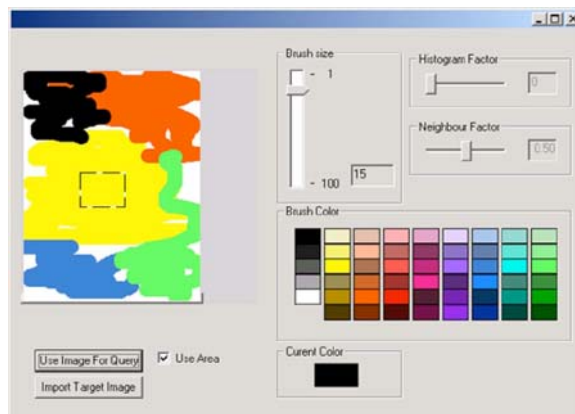 Brush size
1
100
15
Histogram Factor
0
Neighbour Factor
0.50
Brush Color
Use Image For Query
Use Area
Import Target Image
Curent Color